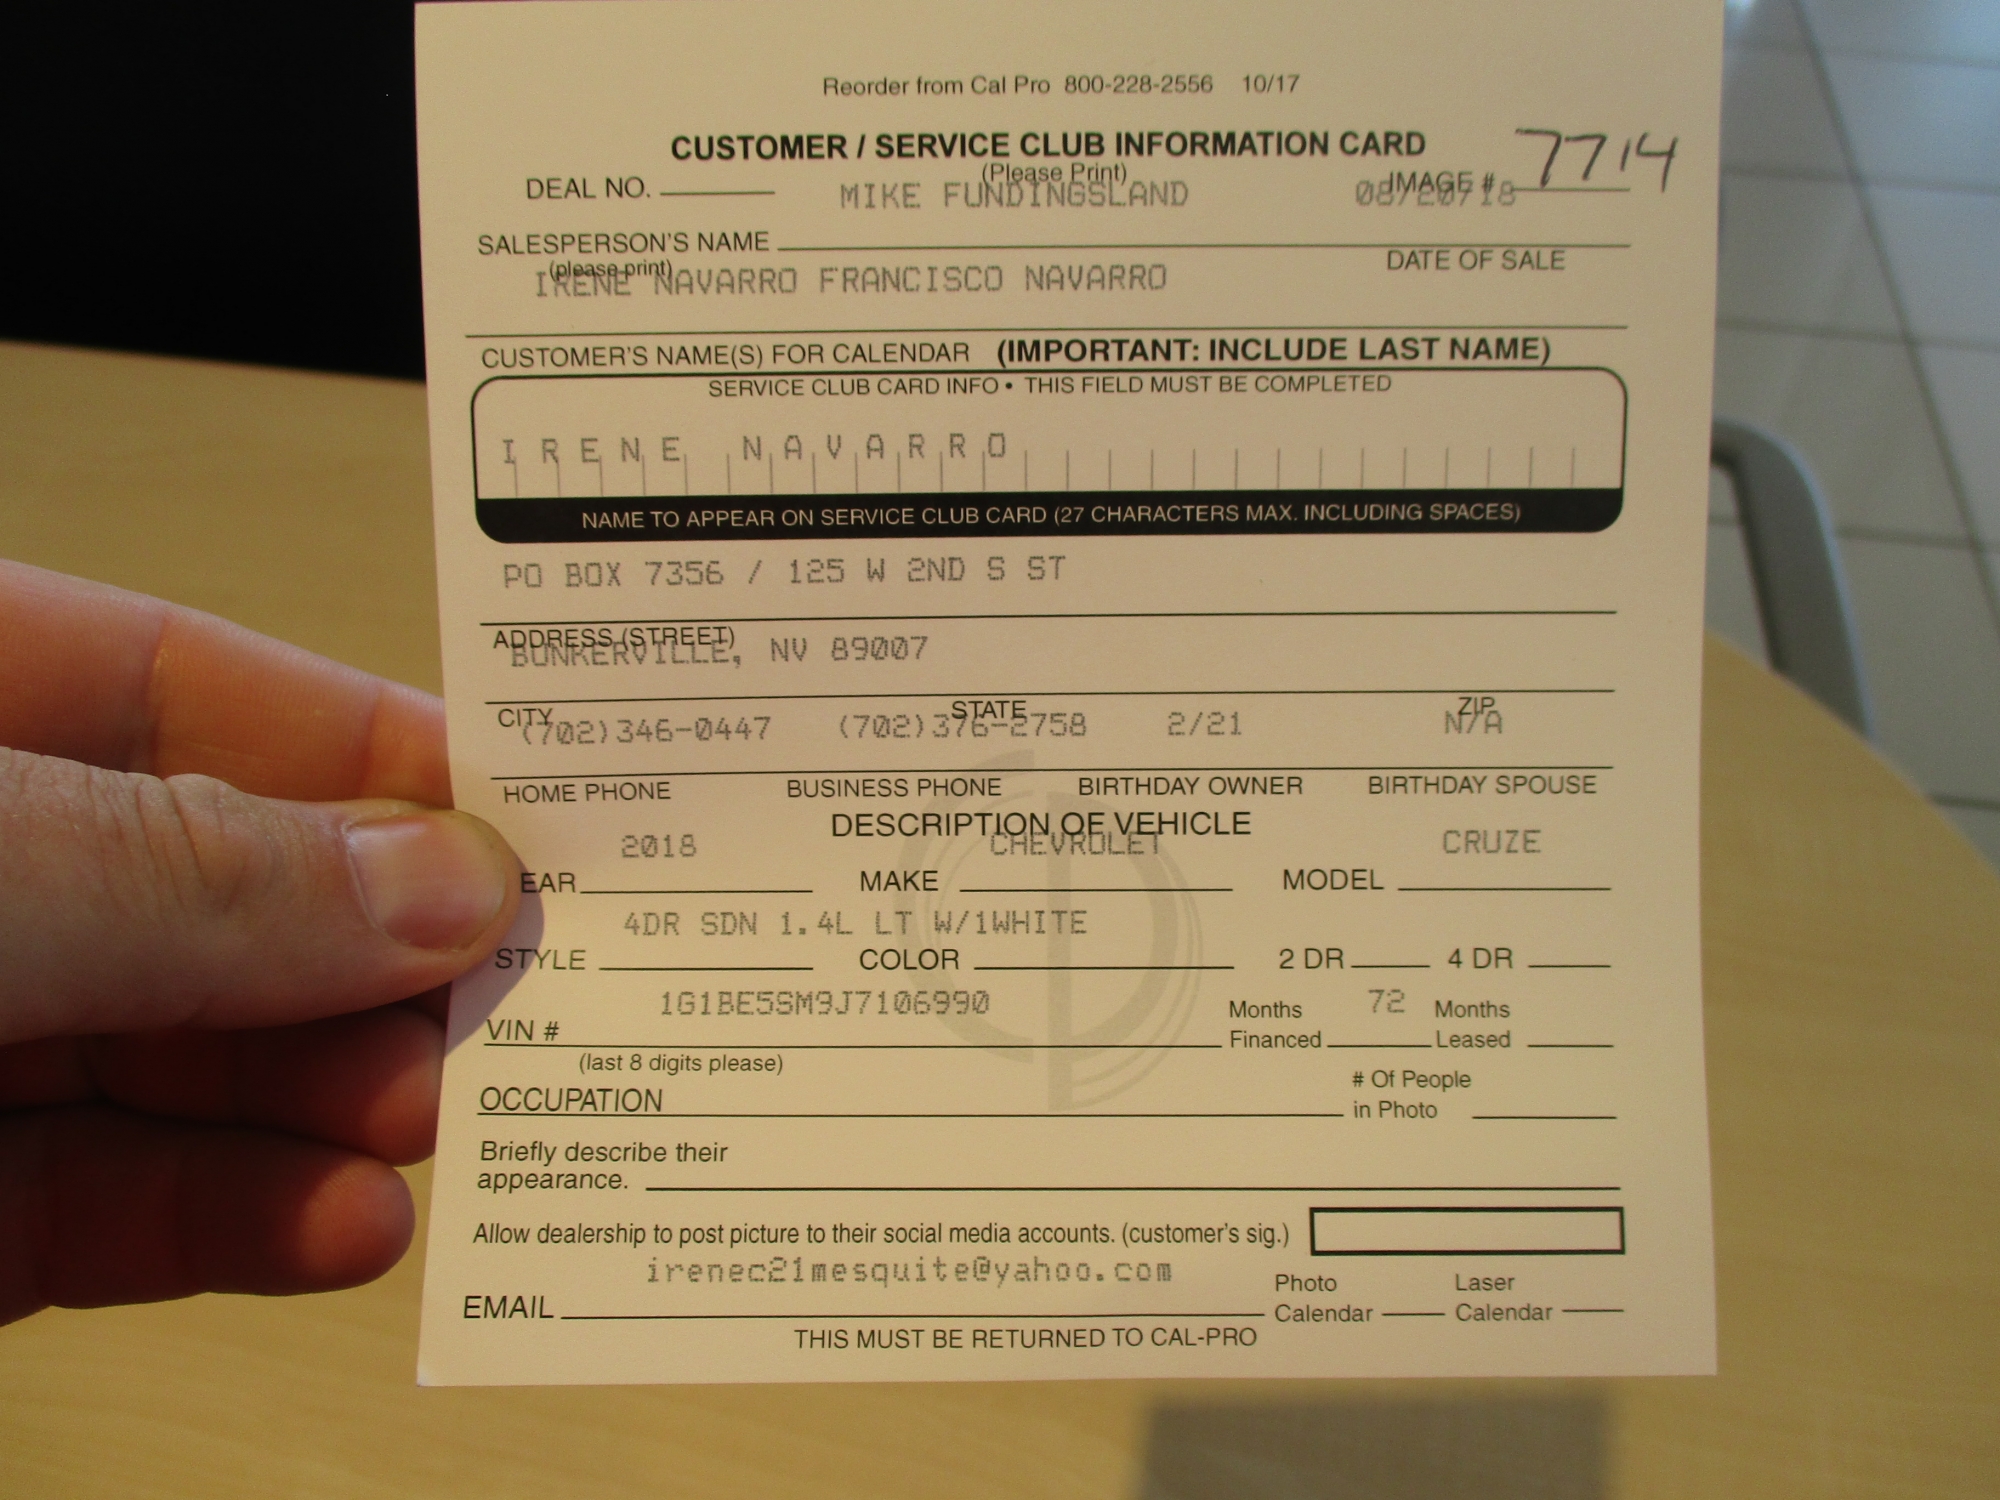 Reorder from Cal Pro 800-228-2556 10/17
CUSTOMER / SERVICE CLUB INFORMATION CARD 7714
(Please Print)
DEAL NO. MIKE FUNDINGSLAND 08/20/18 IMAGE #
SALESPERSON'S NAME
(please print) DATE OF SALE
IRENE NAVARRO FRANCISCO NAVARRO
CUSTOMER'S NAME(S) FOR CALENDAR (IMPORTANT: INCLUDE LAST NAME)
SERVICE CLUB CARD INFO • THIS FIELD MUST BE COMPLETED
IRENE NAVARRO
NAME TO APPEAR ON SERVICE CLUB CARD (27 CHARACTERS MAX. INCLUDING SPACES)
PO BOX 7356 / 125 W 2ND S ST
ADDRESS (STREET)
BUNKERVILLE, NV 89007
CITY STATE ZIP
(702)346-0447 (702)376-2758 2/21 N/A
HOME PHONE BUSINESS PHONE BIRTHDAY OWNER BIRTHDAY SPOUSE
DESCRIPTION OF VEHICLE
2018 CHEVROLET CRUZE
EAR MAKE MODEL
4DR SDN 1.4L LT W/1WHITE
STYLE COLOR 2 DR 4 DR
1G1BE5SM9J7106990 Months 72 Months
VIN # Financed Leased
(last 8 digits please)
# Of People
OCCUPATION in Photo
Briefly describe their
appearance.
Allow dealership to post picture to their social media accounts. (customer's sig.)
irenec21mesquite@yahoo.com Photo Laser
EMAIL Calendar Calendar
THIS MUST BE RETURNED TO CAL-PRO